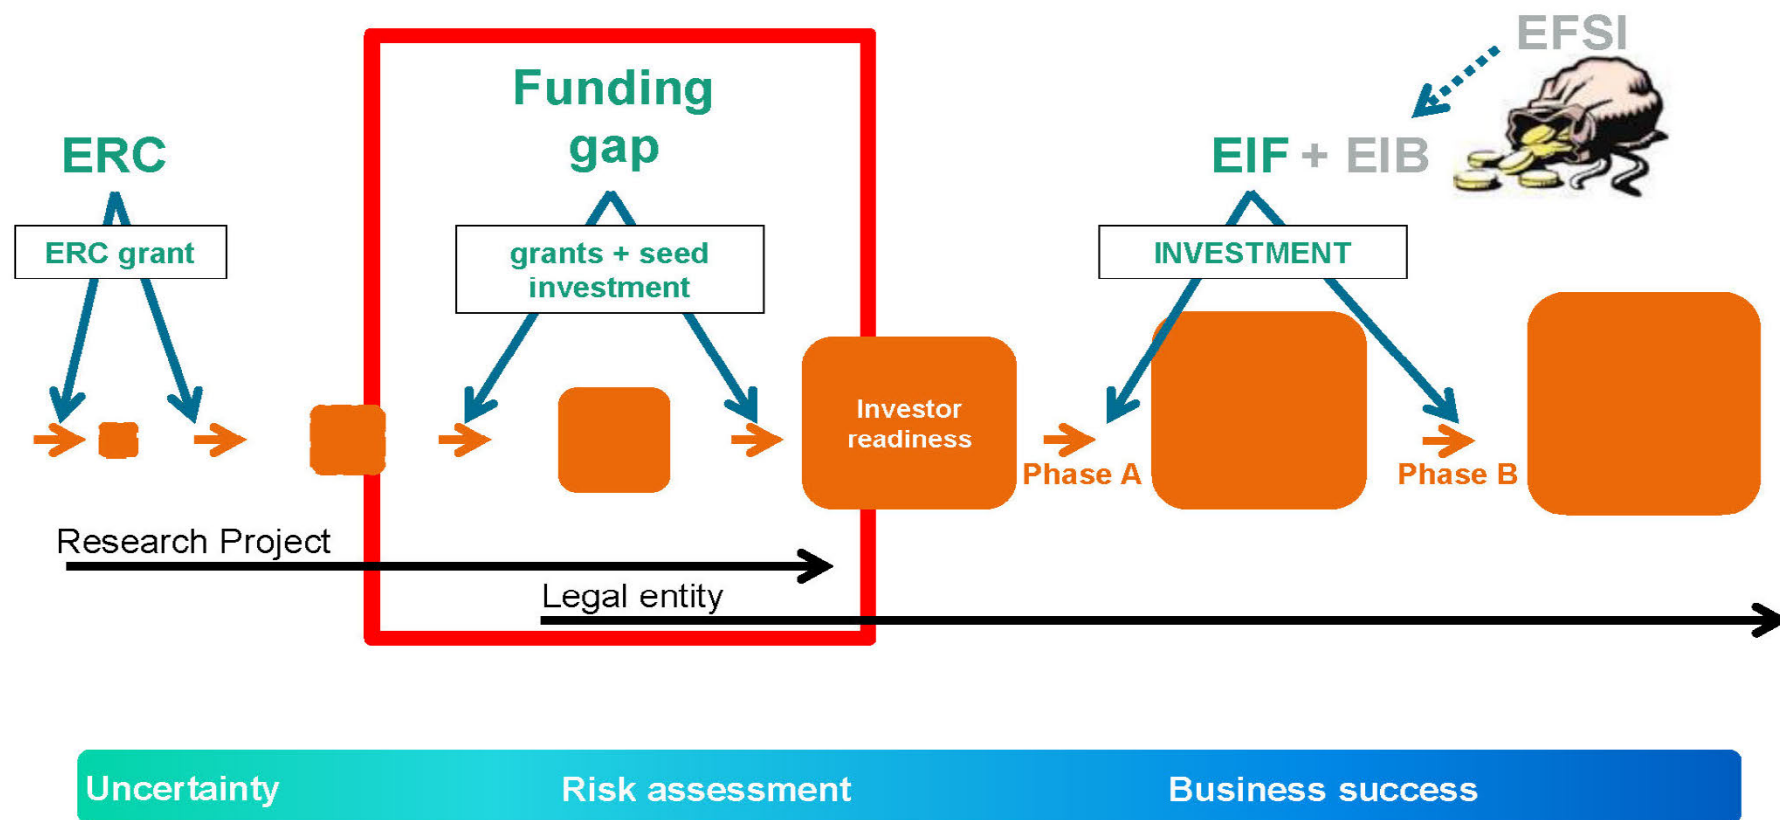 EFSI
Funding
gap
ERC
EIF + EIB
ERC grant
grants + seed
investment
INVESTMENT
Investor
readiness
Phase A
Phase B
Research Project
Legal entity
Uncertainty
Risk assessment
Business success